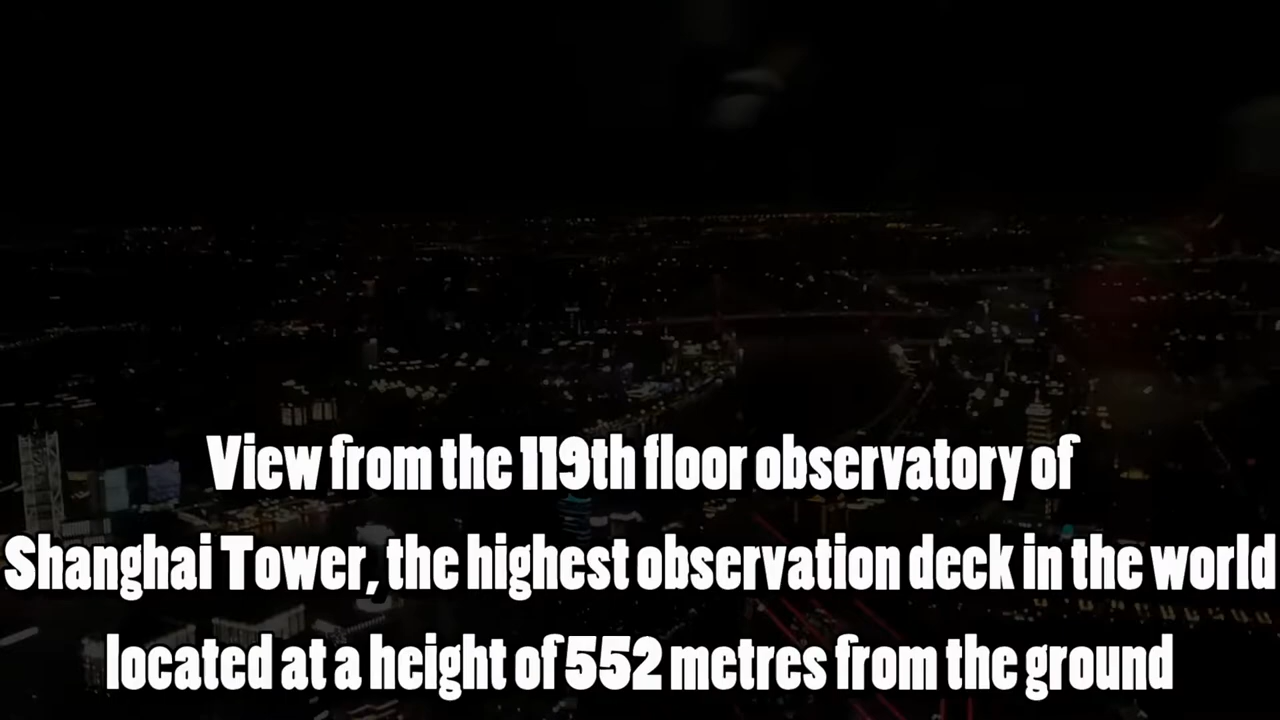 View from the 119th floor observatory of
Shanghai Tower, the highest observation deck in the world
located at a height of 552 metres from the ground